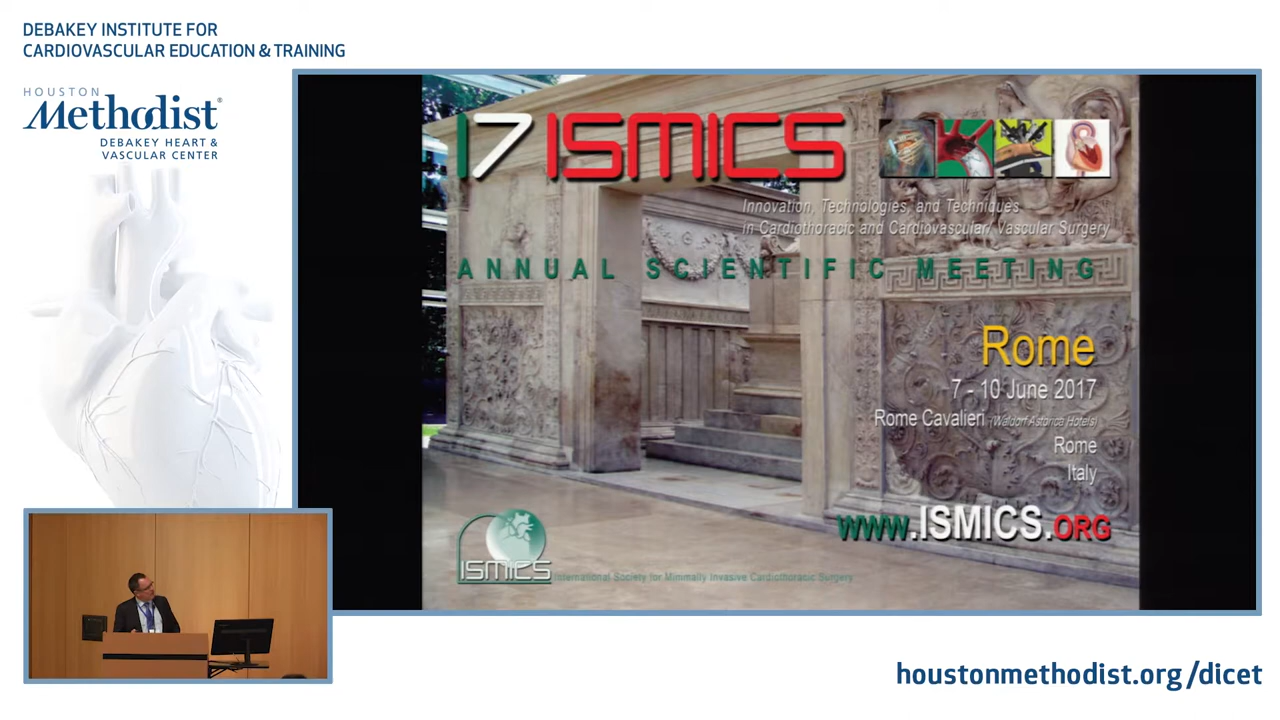 DEBAKEY INSTITUTE FOR
CARDIOVASCULAR EDUCATION & TRAINING
HOUSTON
Methodist®
DEBAKEY HEART &
VASCULAR CENTER
17 ISMICS
Innovation, Technologies, and Techniques
in Cardiothoracic and Cardiovascular/ Vascular Surgery
ANNUAL SCIENTIFIC MEETING
Rome
7 - 10 June 2017
Rome Cavalieri (Waldorf Astorica Hotels)
Rome
Italy
www.ISMICS.ORG
ISMICS International Society for Minimally Invasive Cardiothoracic Surgery
houstonmethodist.org/dicet